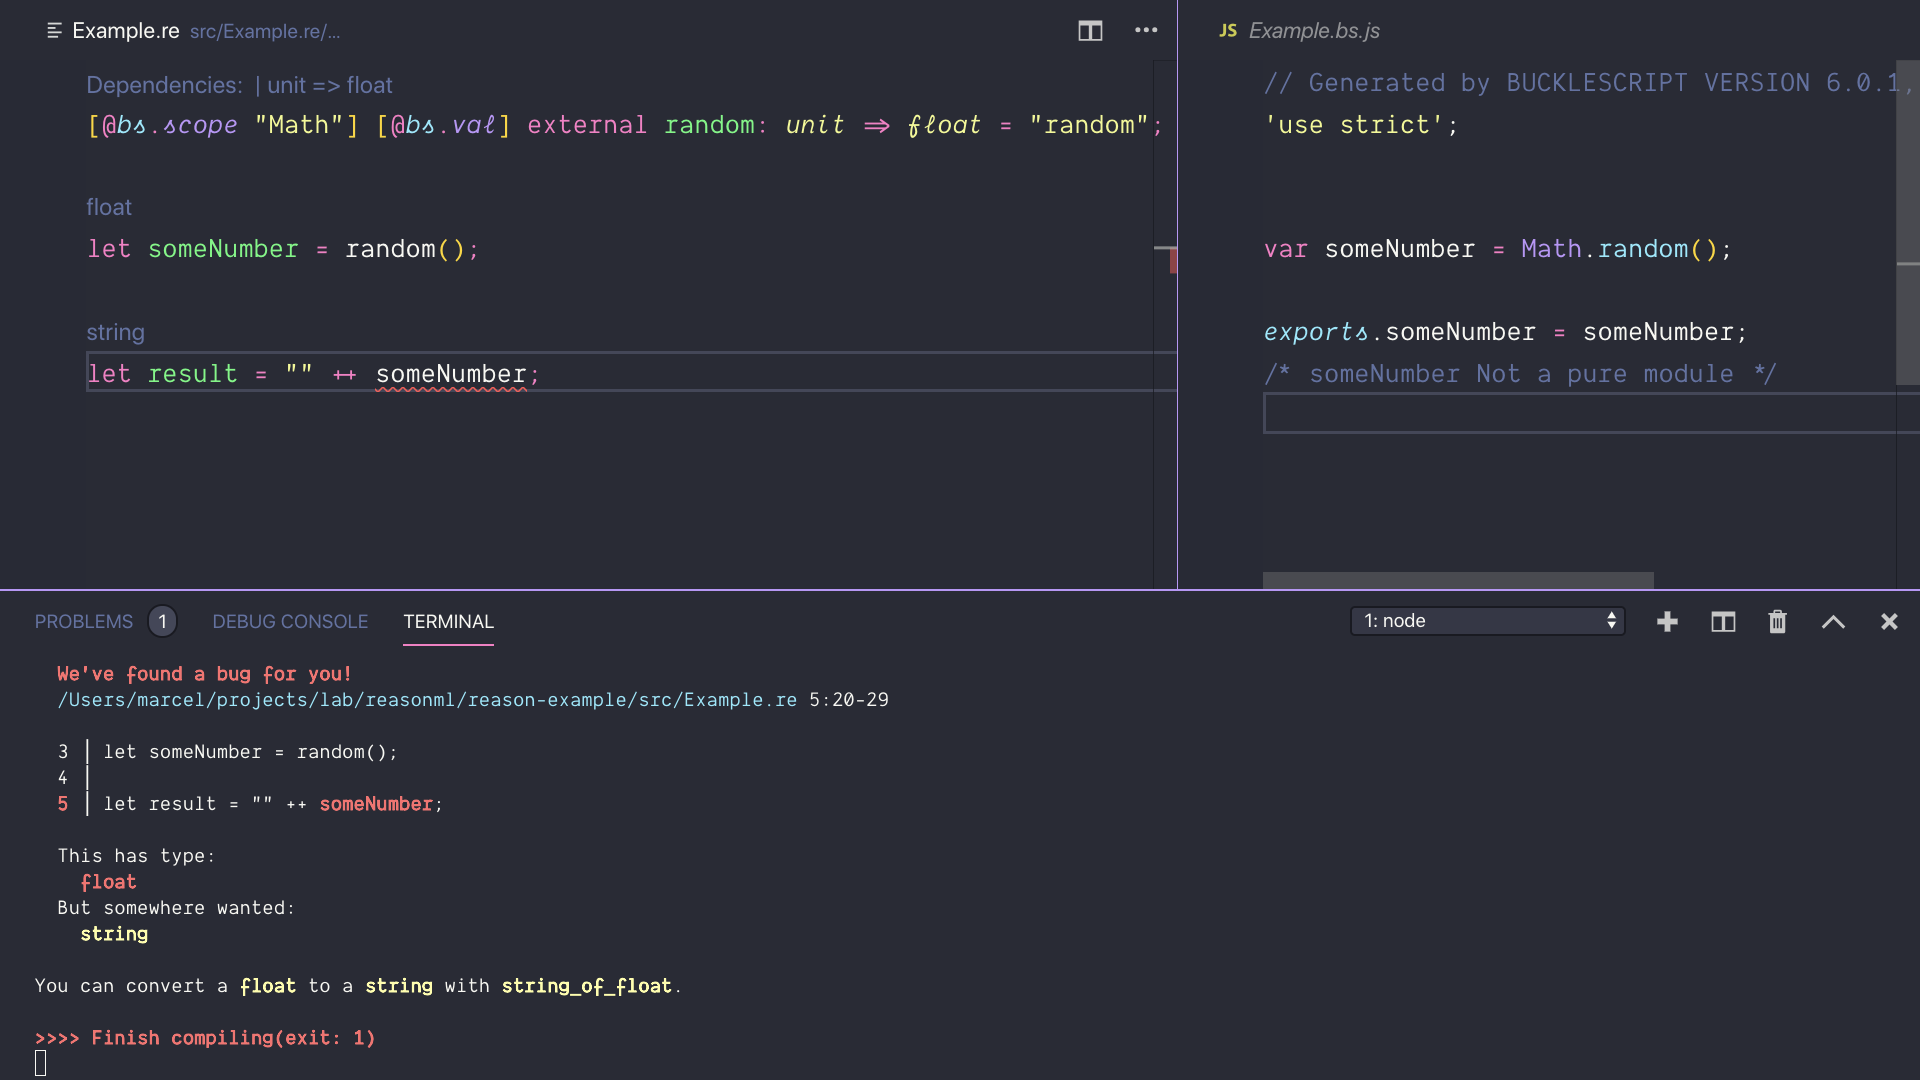 Example.re src/Example.re/...
Dependencies: | unit => float
[@bs.scope "Math"] [@bs.val] external random: unit => float = "random";
float
let someNumber = random();
string
let result = "" ++ someNumber;
JS Example.bs.js
// Generated by BUCKLESCRIPT VERSION 6.0.1,
'use strict';
var someNumber = Math.random();
exports.someNumber = someNumber;
/* someNumber Not a pure module */
PROBLEMS 1 DEBUG CONSOLE TERMINAL 1: node
We've found a bug for you!
/Users/marcel/projects/lab/reasonml/reason-example/src/Example.re 5:20-29
3 │ let someNumber = random();
4 │
5 │ let result = "" ++ someNumber;
This has type:
float
But somewhere wanted:
string
You can convert a float to a string with string_of_float.
>>>> Finish compiling(exit: 1)